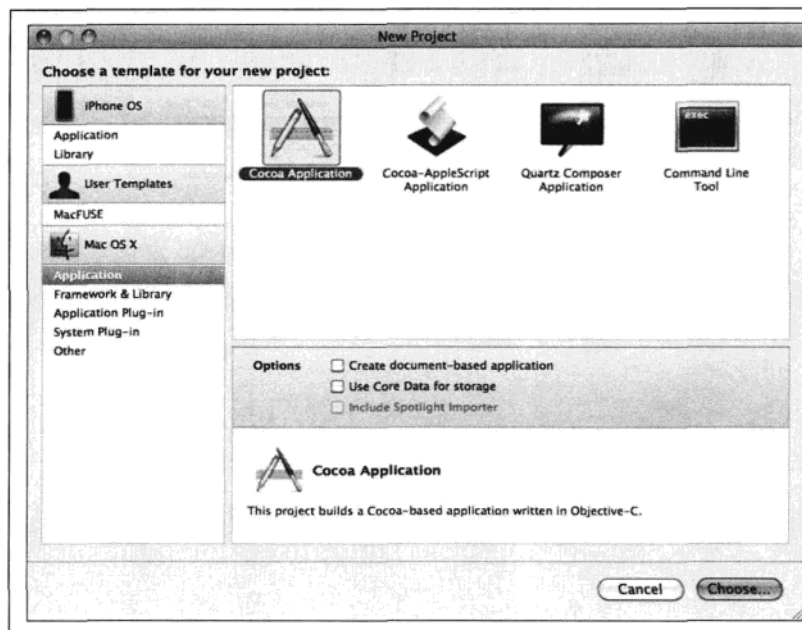 New Project
Choose a template for your new project:
iPhone OS
Application
Library
User Templates
MacFUSE
Mac OS X
Application
Framework & Library
Application Plug-in
System Plug-in
Other
exec
Cocoa Application
Cocoa-AppleScript
Application
Quartz Composer
Application
Command Line
Tool
Options
Create document-based application
Use Core Data for storage
Include Spotlight Importer
Cocoa Application
This project builds a Cocoa-based application written in Objective-C.
Cancel
Choose...